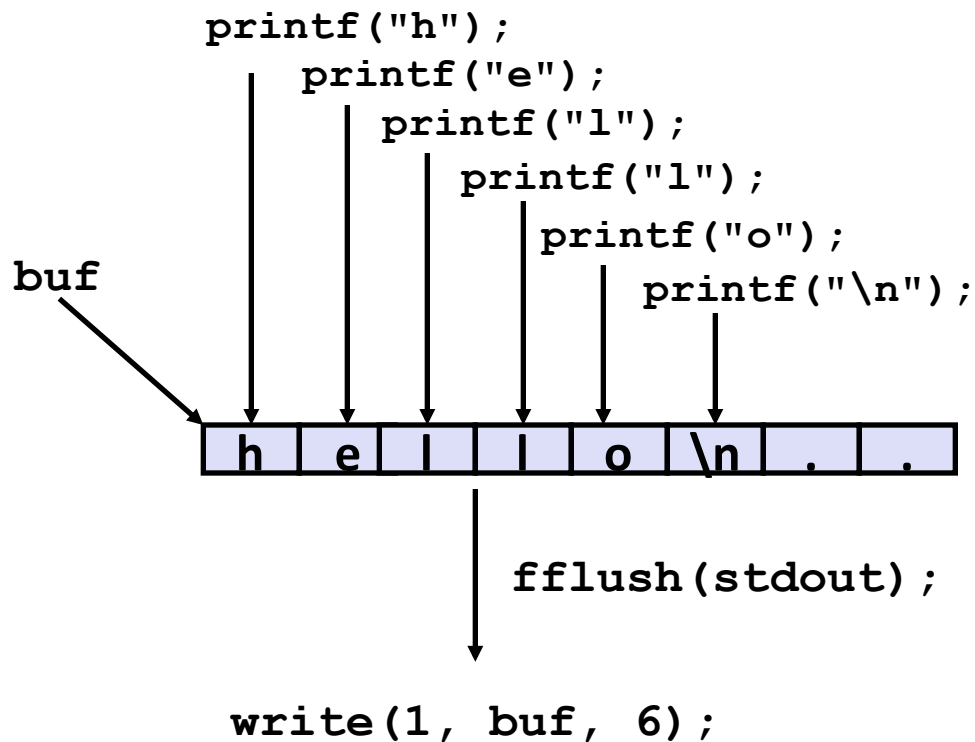 printf("h");
printf("e");
printf("l");
printf("l");
printf("o");
buf
printf("\n");
h e l l o \n . .
fflush(stdout);
write(1, buf, 6);